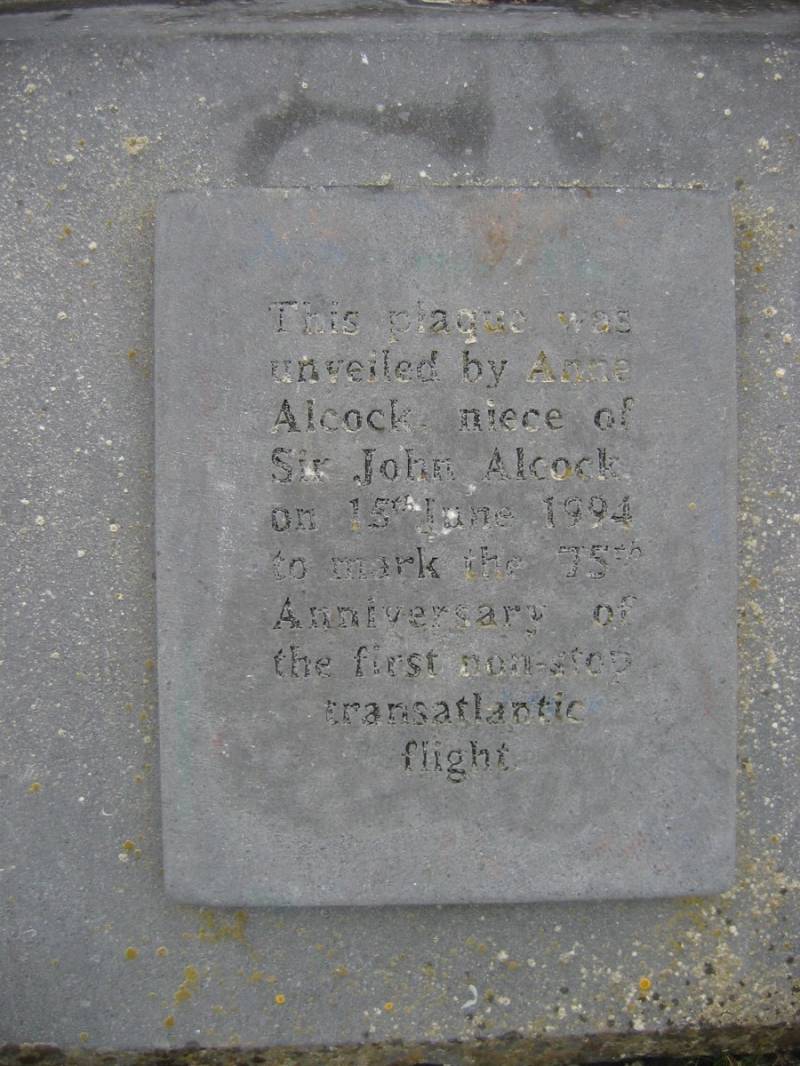 This plaque was
unveiled by Anne
Alcock, niece of
Sir John Alcock,
on 15th June 1994
to mark the 75th
Anniversary of
the first non-stop
transatlantic
flight.